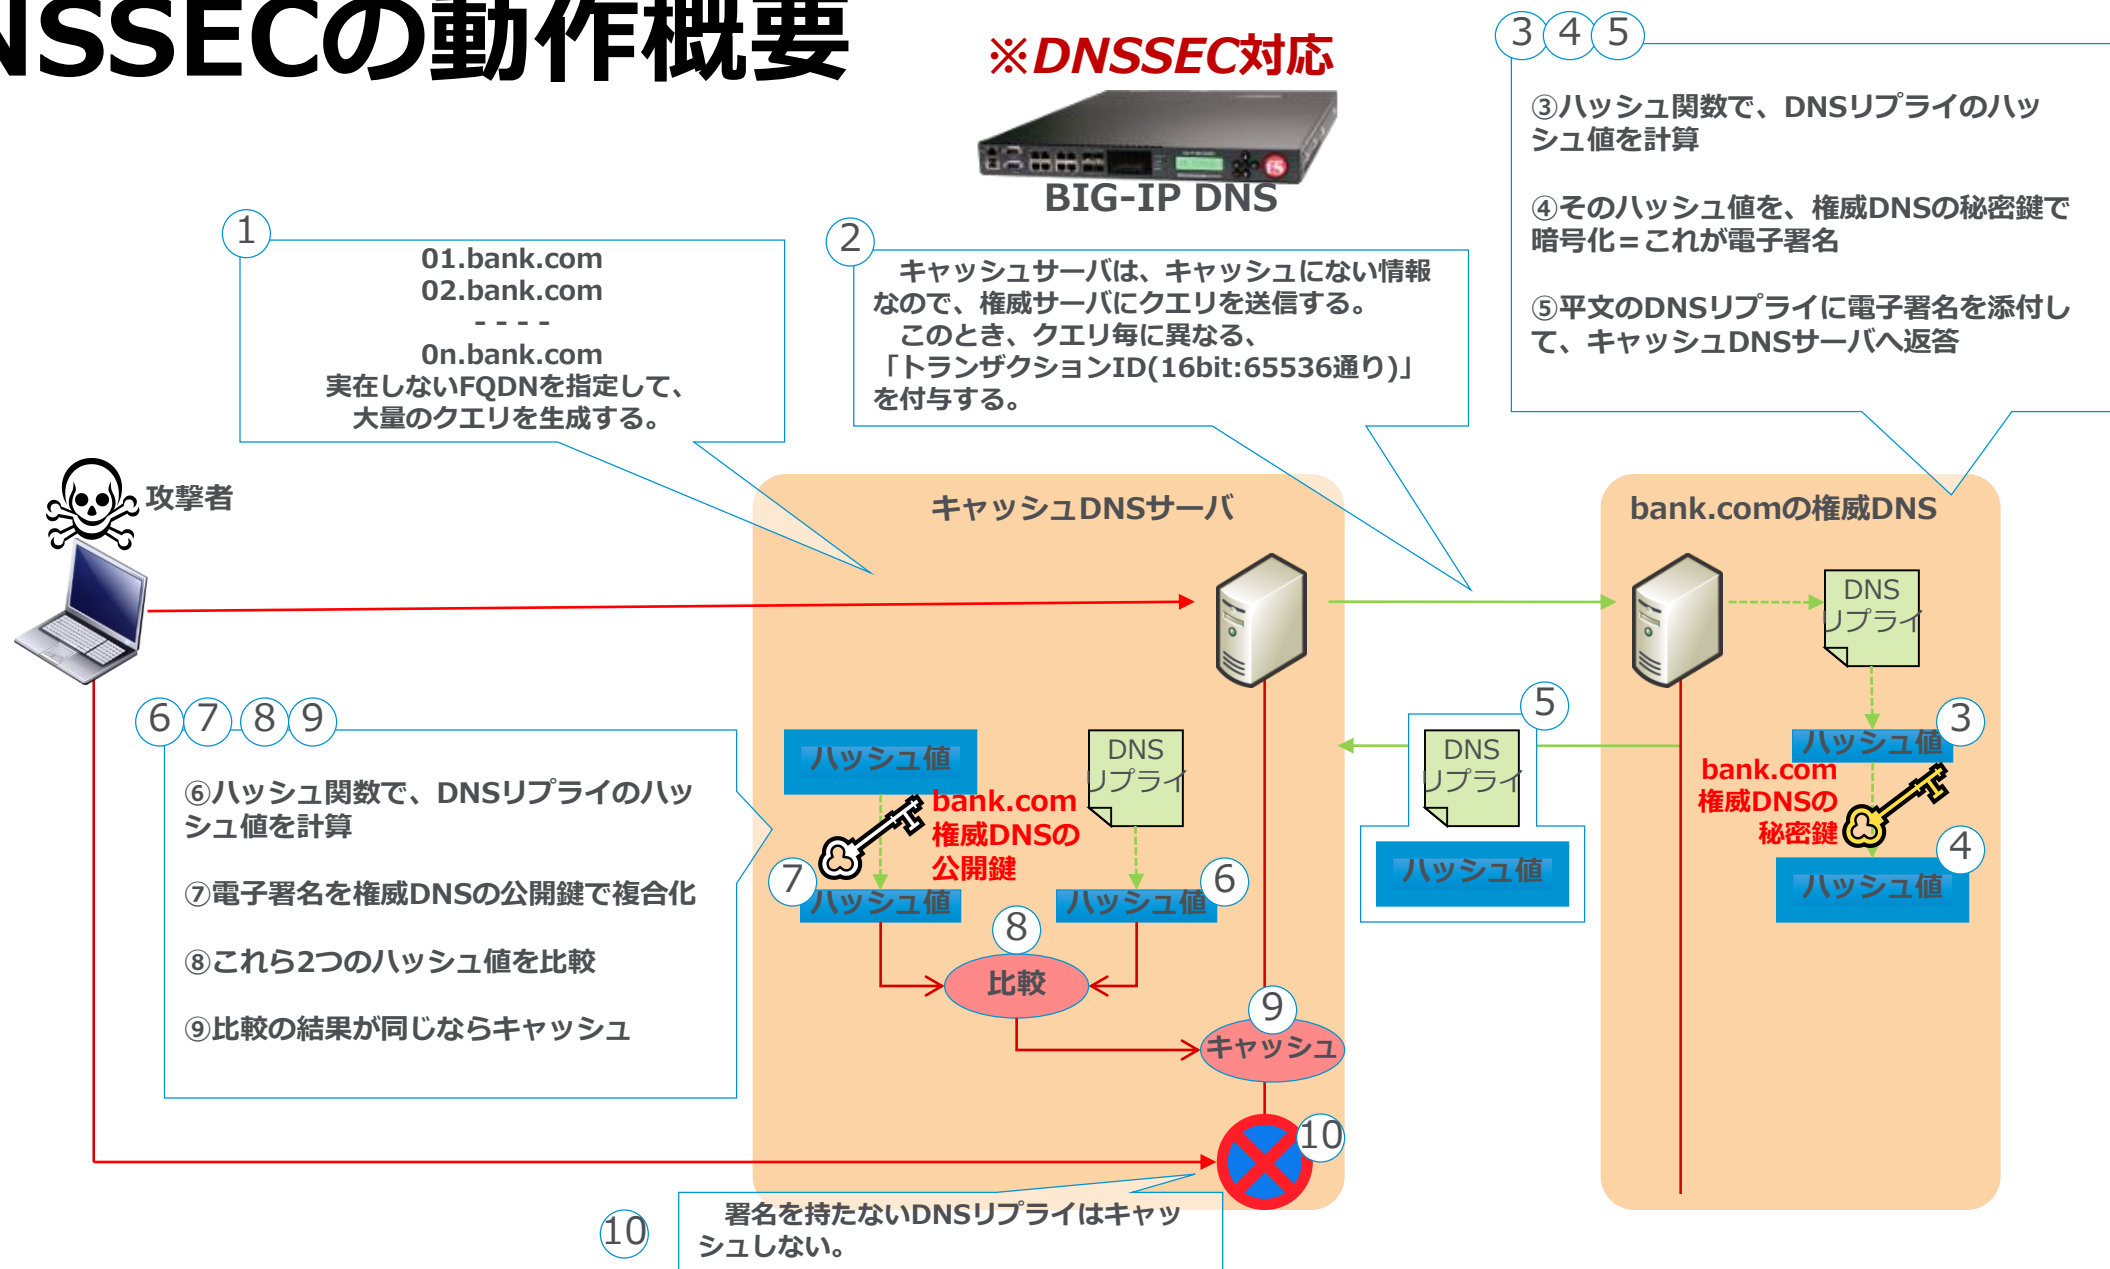 NSSECの動作概要
※DNSSEC対応
BIG-IP DNS
1
01.bank.com
02.bank.com
- - - -
0n.bank.com
実在しないFQDNを指定して、
大量のクエリを生成する。
2
キャッシュサーバは、キャッシュにない情報
なので、権威サーバにクエリを送信する。
このとき、クエリ毎に異なる、
「トランザクションID(16bit:65536通り)」
を付与する。
3 4 5
③ハッシュ関数で、DNSリプライのハッ
シュ値を計算
④そのハッシュ値を、権威DNSの秘密鍵で
暗号化＝これが電子署名
⑤平文のDNSリプライに電子署名を添付し
て、キャッシュDNSサーバへ返答
攻撃者
キャッシュDNSサーバ
bank.comの権威DNS
DNS
リプライ
3
ハッシュ値
bank.com
権威DNSの
秘密鍵
4
ハッシュ値
5
DNS
リプライ
ハッシュ値
6 7 8 9
⑥ハッシュ関数で、DNSリプライのハッ
シュ値を計算
⑦電子署名を権威DNSの公開鍵で複合化
⑧これら2つのハッシュ値を比較
⑨比較の結果が同じならキャッシュ
ハッシュ値
bank.com
権威DNSの
公開鍵
DNS
リプライ
7
ハッシュ値
6
ハッシュ値
8
比較
9
キャッシュ
10
10
署名を持たないDNSリプライはキャッ
シュしない。